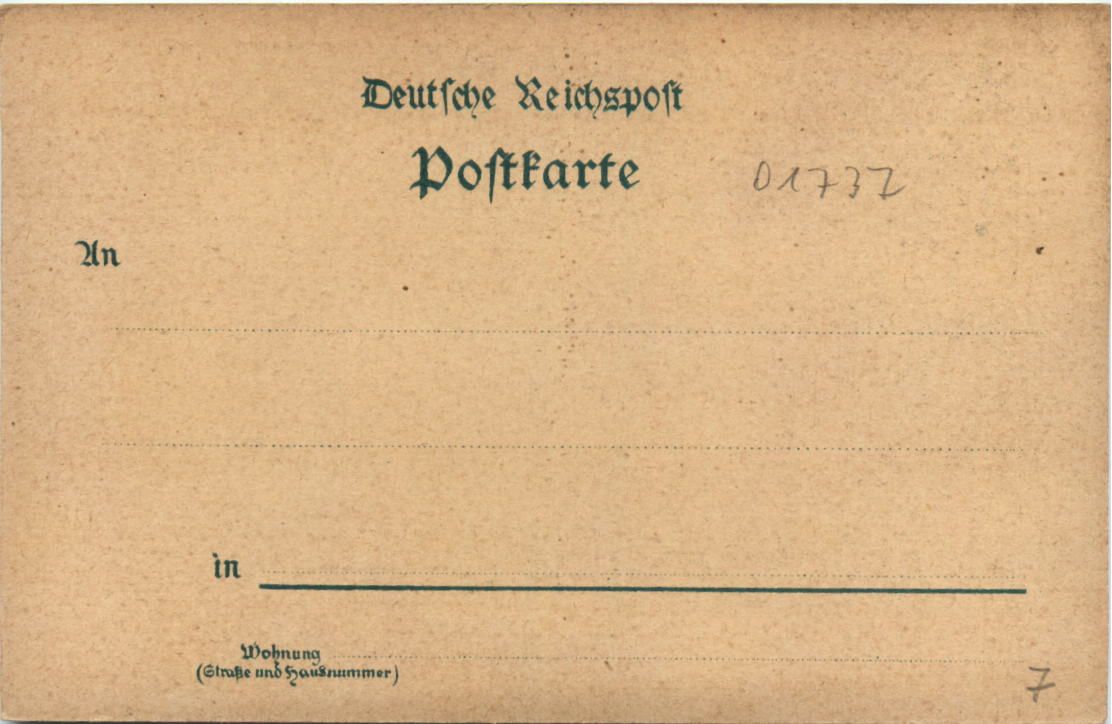 Deutsche Reichspost
Postkarte
01737
An
in
Wohnung
(Straße und Hausnummer)
7